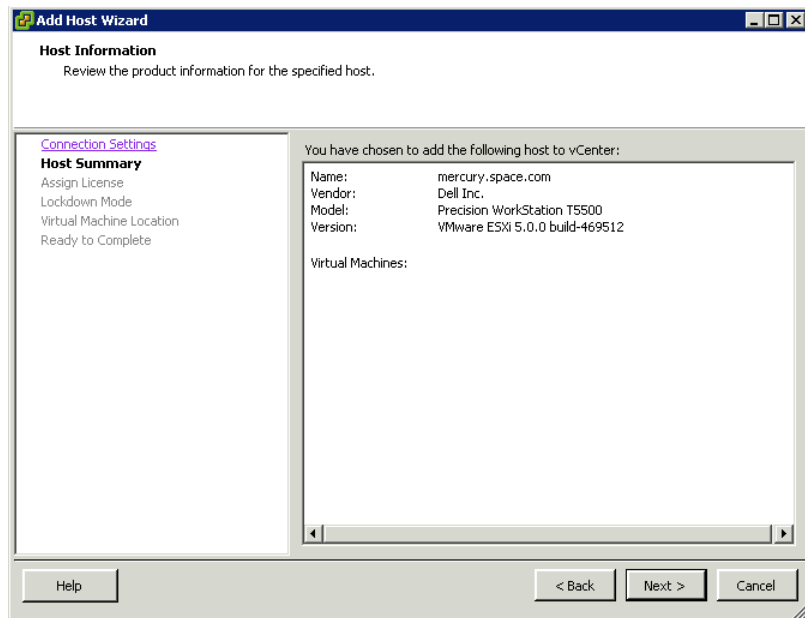 Add Host Wizard
Host Information
Review the product information for the specified host.
Connection Settings
Host Summary
Assign License
Lockdown Mode
Virtual Machine Location
Ready to Complete
You have chosen to add the following host to vCenter:
Name: mercury.space.com
Vendor: Dell Inc.
Model: Precision WorkStation T5500
Version: VMware ESXi 5.0.0 build-469512
Virtual Machines:
Help
< Back
Next >
Cancel